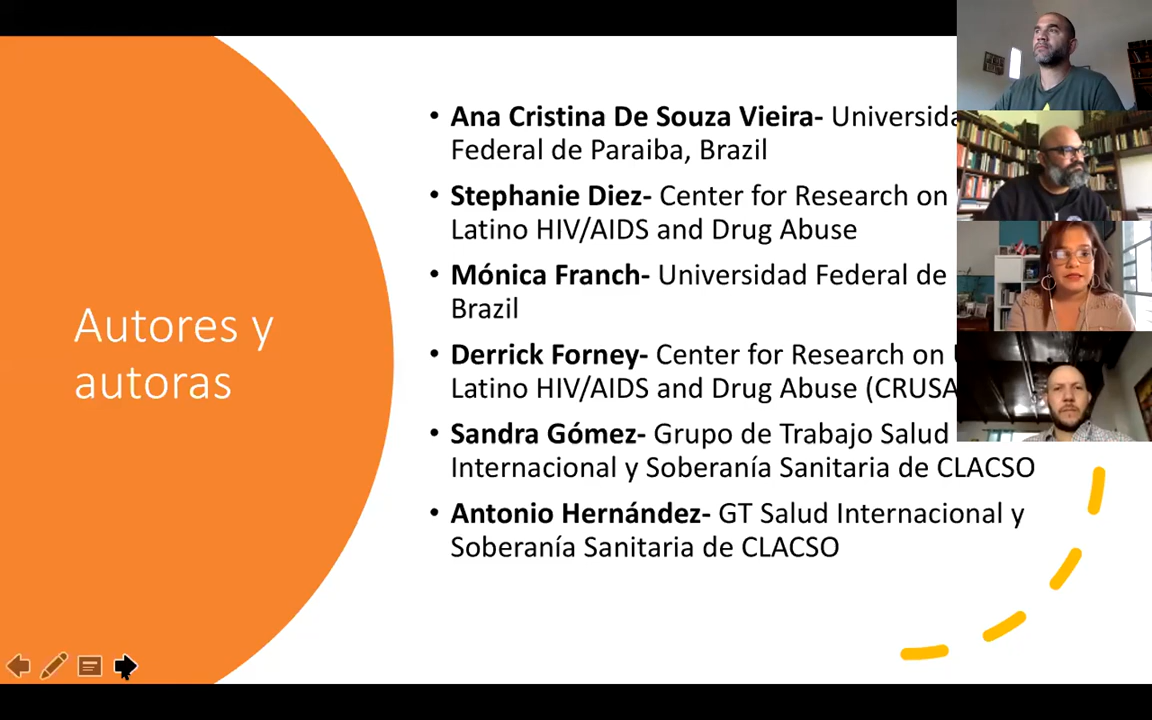 Autores y
autoras
• Ana Cristina De Souza Vieira-
Federal de Paraiba, Brazil
• Stephanie Diez- Center for Research on
Latino HIV/AIDS and Drug Abuse
• Mónica Franch- Universidad Federal de
Brazil
• Derrick Forney- Center for Research on
Latino HIV/AIDS and Drug Abuse (CRUSA
• Sandra Gómez- Grupo de Trabajo Salud
Internacional y Soberanía Sanitaria de CLACSO
• Antonio Hernández- GT Salud Internacional y
Soberanía Sanitaria de CLACSO